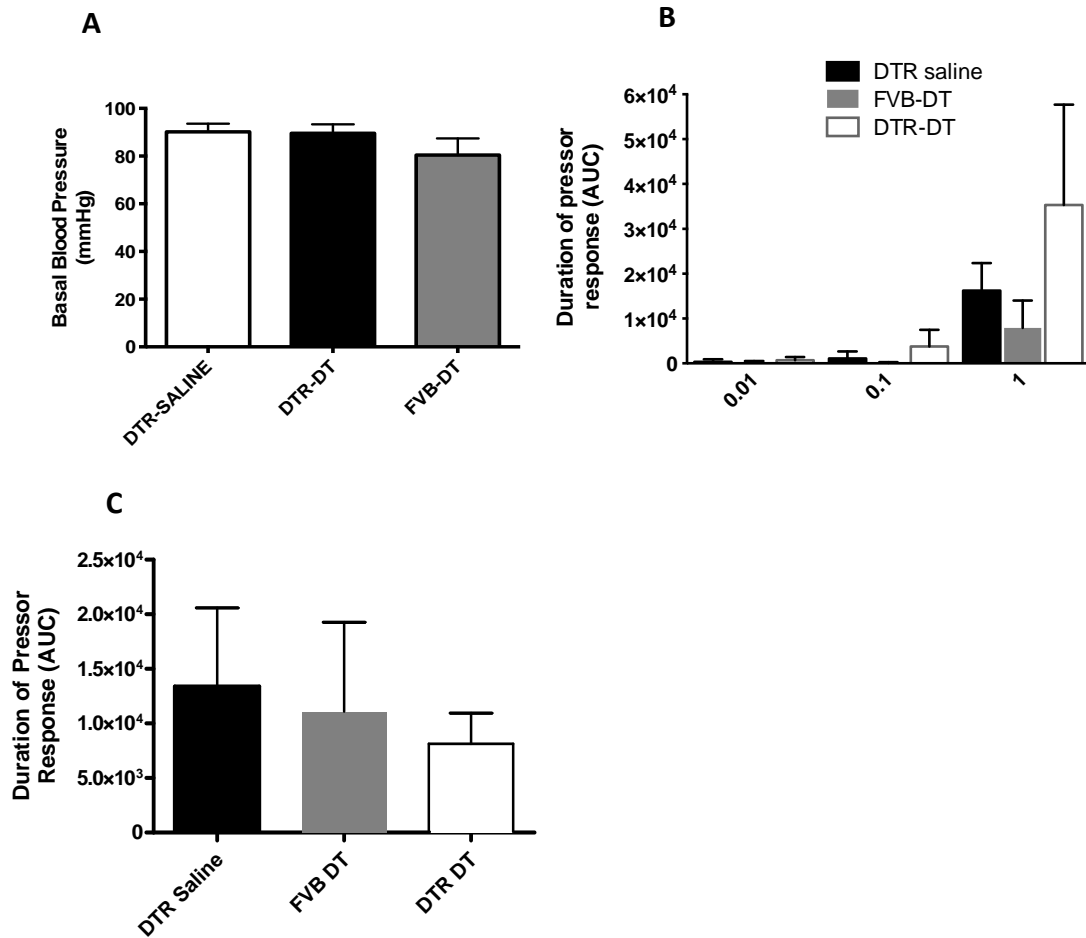 A
Basal Blood Pressure
(mmHg)
100
80
60
40
20
0
DTR-SALINE
DTR-DT
FVB-DT
B
DTR saline
FVB-DT
DTR-DT
Duration of pressor
response (AUC)
6×10⁴
5×10⁴
4×10⁴
3×10⁴
2×10⁴
1×10⁴
0
0.01
0.1
1
C
Duration of Pressor
Response (AUC)
2.5×10⁴
2.0×10⁴
1.5×10⁴
1.0×10⁴
5.0×10³
0
DTR Saline
FVB DT
DTR DT